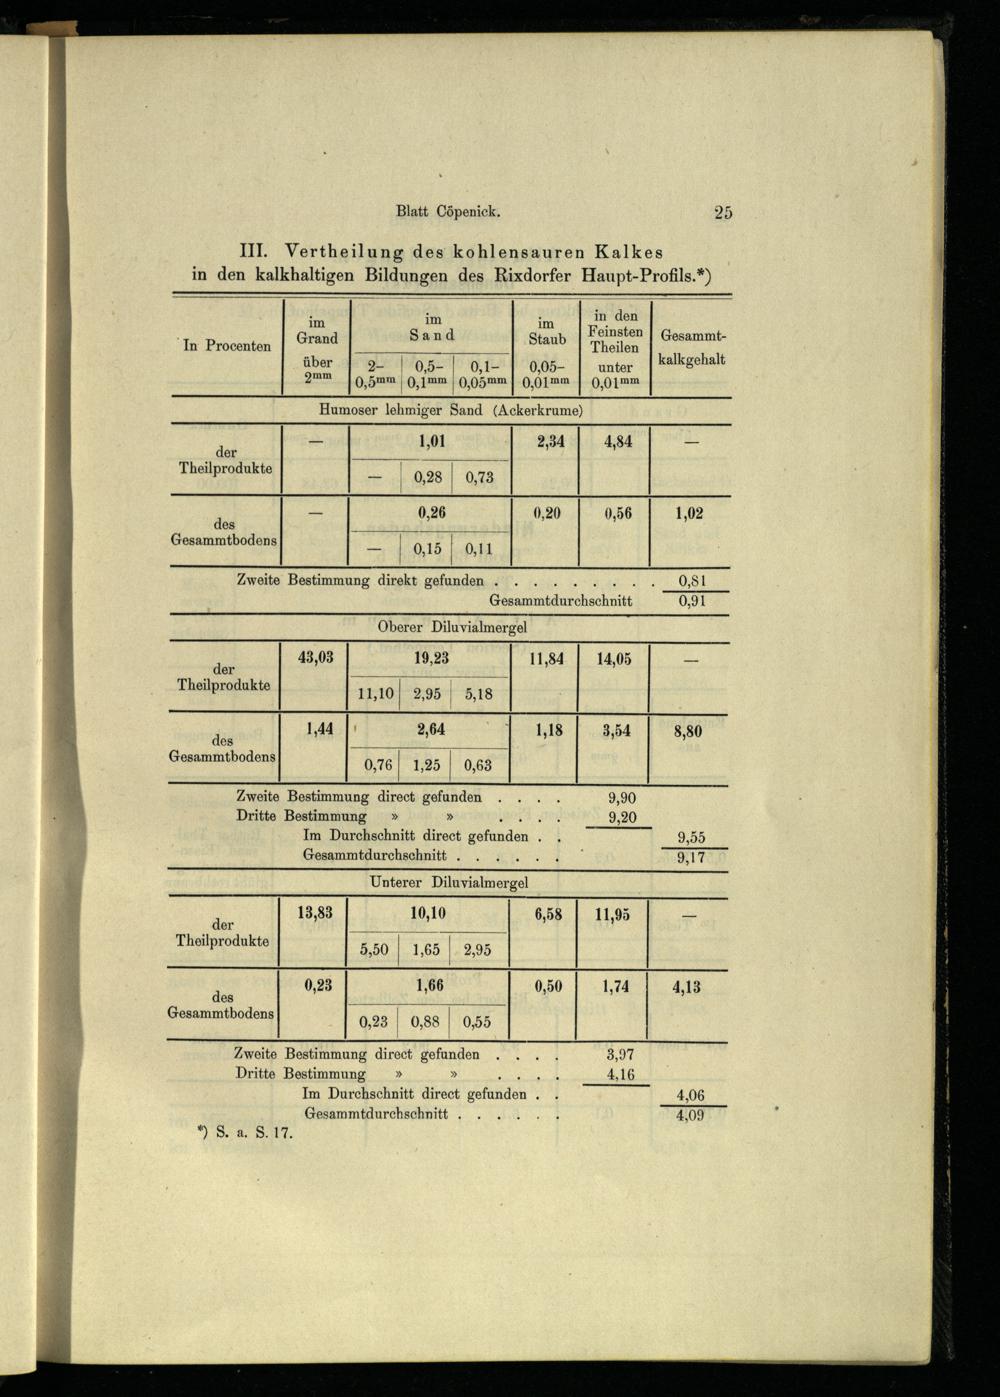 Blatt Cöpenick. 25
III. Vertheilung des kohlensauren Kalkes
in den kalkhaltigen Bildungen des Rixdorfer Haupt-Profils.*)
In Procenten | im Grand über 2mm | im Sand 2–0,5mm | 0,5–0,1mm | 0,1–0,05mm | im Staub 0,05–0,01mm | in den Feinsten Theilen unter 0,01mm | Gesammt-kalkgehalt
Humoser lehmiger Sand (Ackerkrume)
der Theilprodukte | — | 1,01 | 2,34 | 4,84 | —
— | 0,28 | 0,73
des Gesammtbodens | — | 0,26 | 0,20 | 0,56 | 1,02
— | 0,15 | 0,11
Zweite Bestimmung direkt gefunden . . . . . . . . . 0,81
Gesammtdurchschnitt 0,91
Oberer Diluvialmergel
der Theilprodukte | 43,03 | 19,23 | 11,84 | 14,05 | —
11,10 | 2,95 | 5,18
des Gesammtbodens | 1,44 | 2,64 | 1,18 | 3,54 | 8,80
0,76 | 1,25 | 0,63
Zweite Bestimmung direct gefunden . . . . 9,90
Dritte Bestimmung » » . . . . 9,20
Im Durchschnitt direct gefunden . . 9,55
Gesammtdurchschnitt . . . . . . 9,17
Unterer Diluvialmergel
der Theilprodukte | 13,83 | 10,10 | 6,58 | 11,95 | —
5,50 | 1,65 | 2,95
des Gesammtbodens | 0,23 | 1,66 | 0,50 | 1,74 | 4,13
0,23 | 0,88 | 0,55
Zweite Bestimmung direct gefunden . . . . 3,97
Dritte Bestimmung » » . . . . 4,16
Im Durchschnitt direct gefunden . . 4,06
Gesammtdurchschnitt . . . . . . 4,09
*) S. a. S. 17.